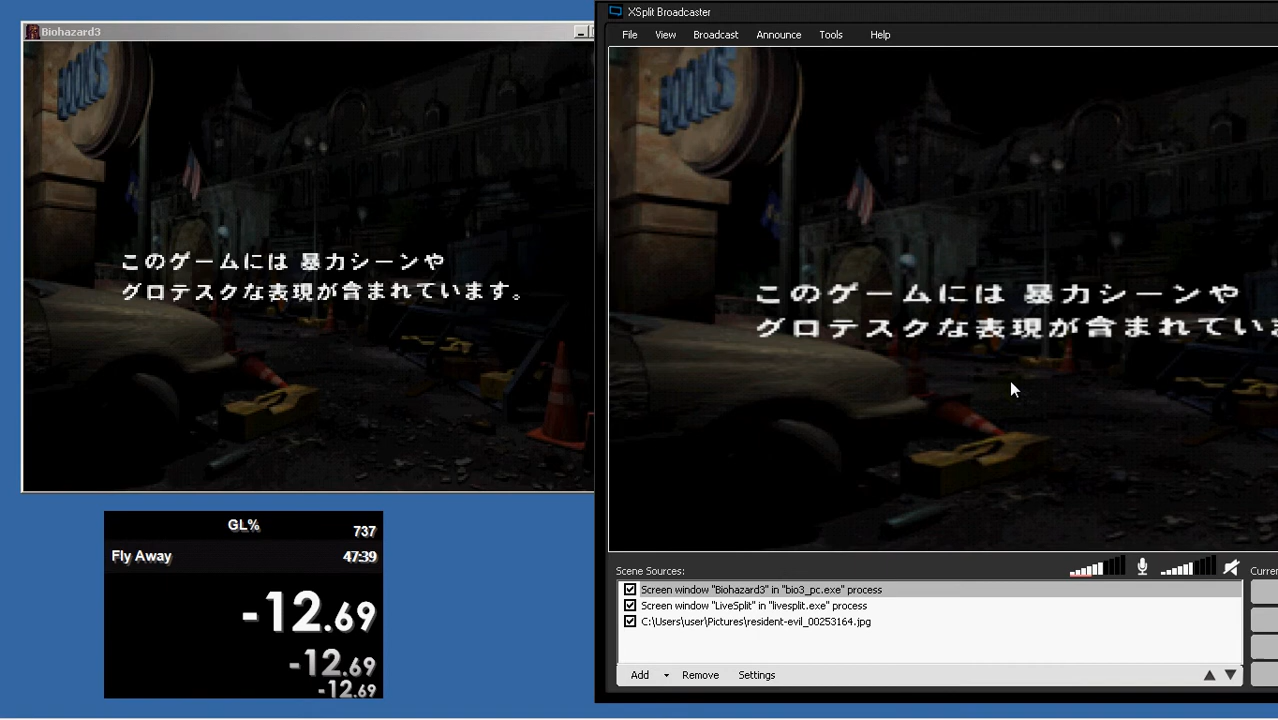 Biohazard3
BOOKS
このゲームには 暴力シーンや
グロテスクな表現が含まれています。
GL%
737
Fly Away
47:39
-12.69
-12.69
-12.69
XSplit Broadcaster
File View Broadcast Announce Tools Help
BOOKS
このゲームには 暴力シーンや
グロテスクな表現が含まれてい
Scene Sources:
Curre
Screen window "Biohazard3" in "bio3_pc.exe" process
Screen window "LiveSplit" in "livesplit.exe" process
C:\Users\user\Pictures\resident-evil_00253164.jpg
Add Remove Settings